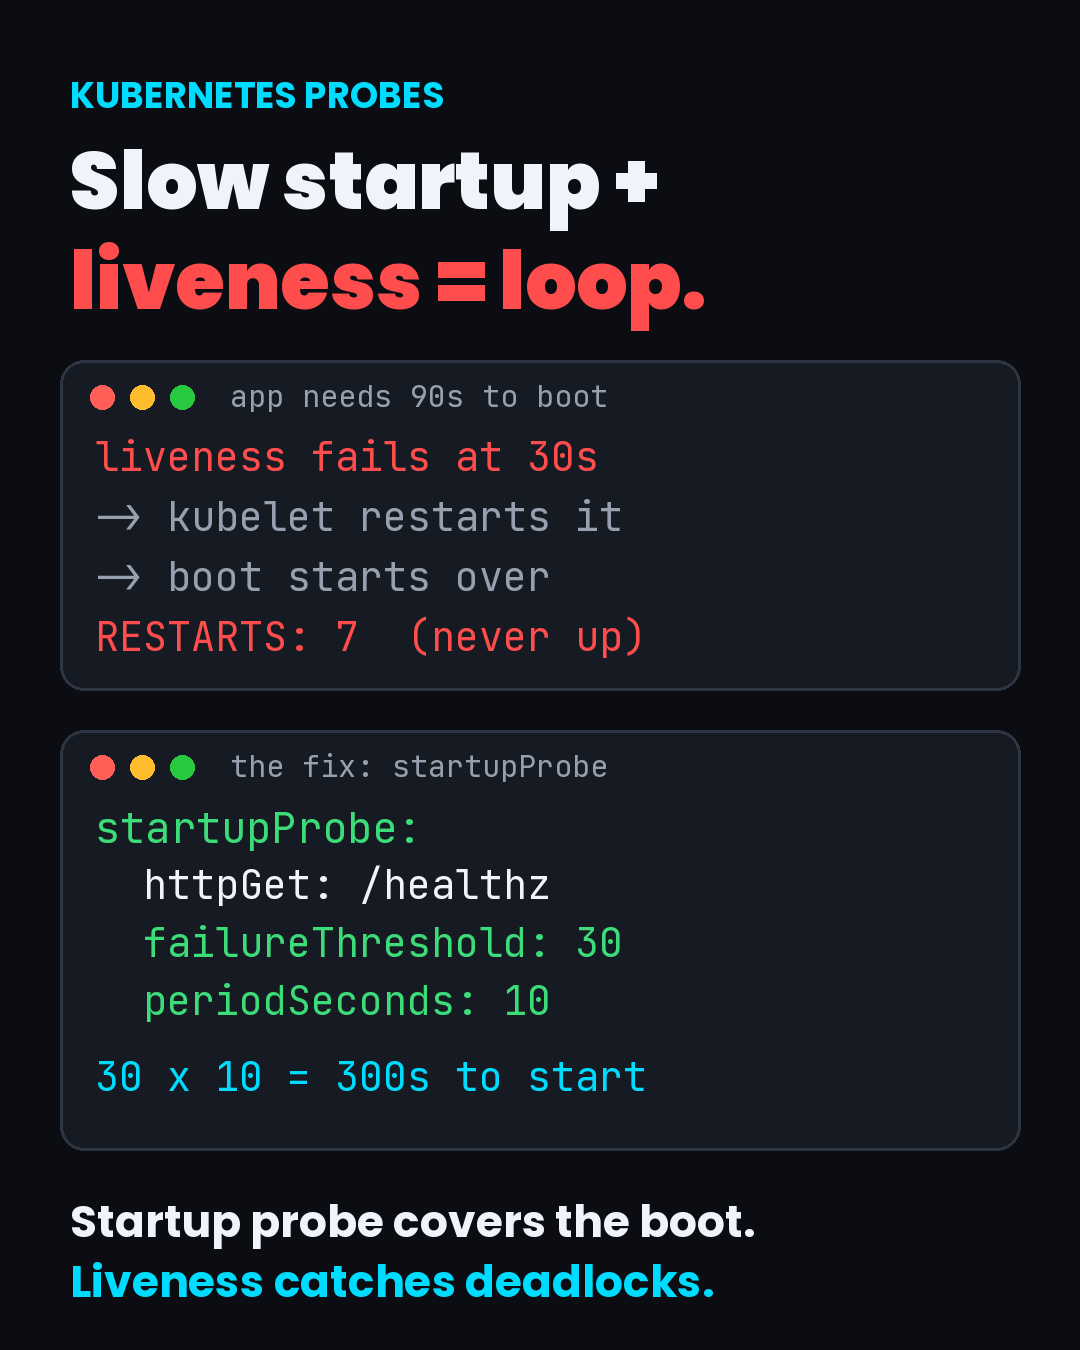 KUBERNETES PROBES
Slow startup +
liveness = loop.
app needs 90s to boot
liveness fails at 30s
→ kubelet restarts it
→ boot starts over
RESTARTS: 7  (never up)
the fix: startupProbe
startupProbe:
  httpGet: /healthz
  failureThreshold: 30
  periodSeconds: 10
30 x 10 = 300s to start
Startup probe covers the boot.
Liveness catches deadlocks.